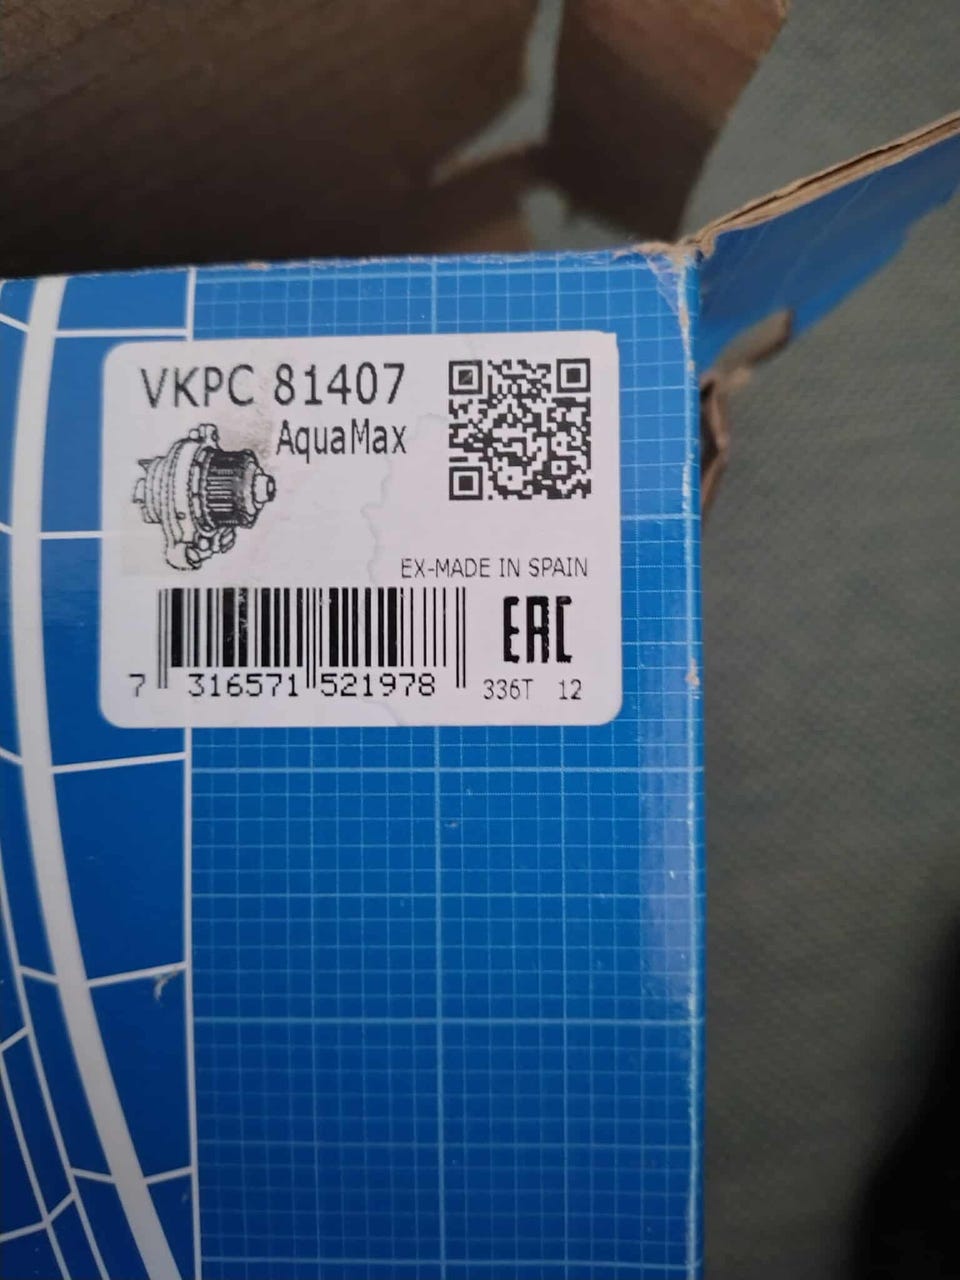 VKPC 81407
AquaMax
EX-MADE IN SPAIN
EAC
7 316571 521978
336T 12